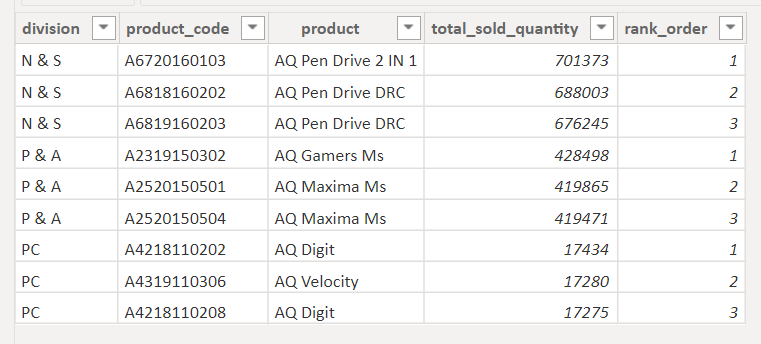 division product_code product total_sold_quantity rank_order
N & S A6720160103 AQ Pen Drive 2 IN 1 701373 1
N & S A6818160202 AQ Pen Drive DRC 688003 2
N & S A6819160203 AQ Pen Drive DRC 676245 3
P & A A2319150302 AQ Gamers Ms 428498 1
P & A A2520150501 AQ Maxima Ms 419865 2
P & A A2520150504 AQ Maxima Ms 419471 3
PC A4218110202 AQ Digit 17434 1
PC A4319110306 AQ Velocity 17280 2
PC A4218110208 AQ Digit 17275 3